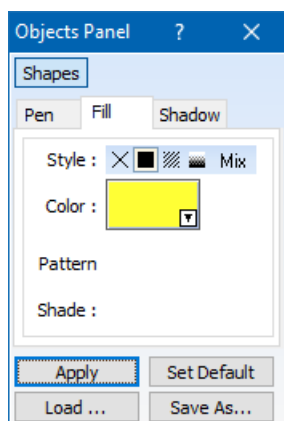 Objects Panel ?
Shapes
Pen Fill Shadow
Style : Mix
Color :
Pattern
Shade :
Apply Set Default
Load ... Save As...